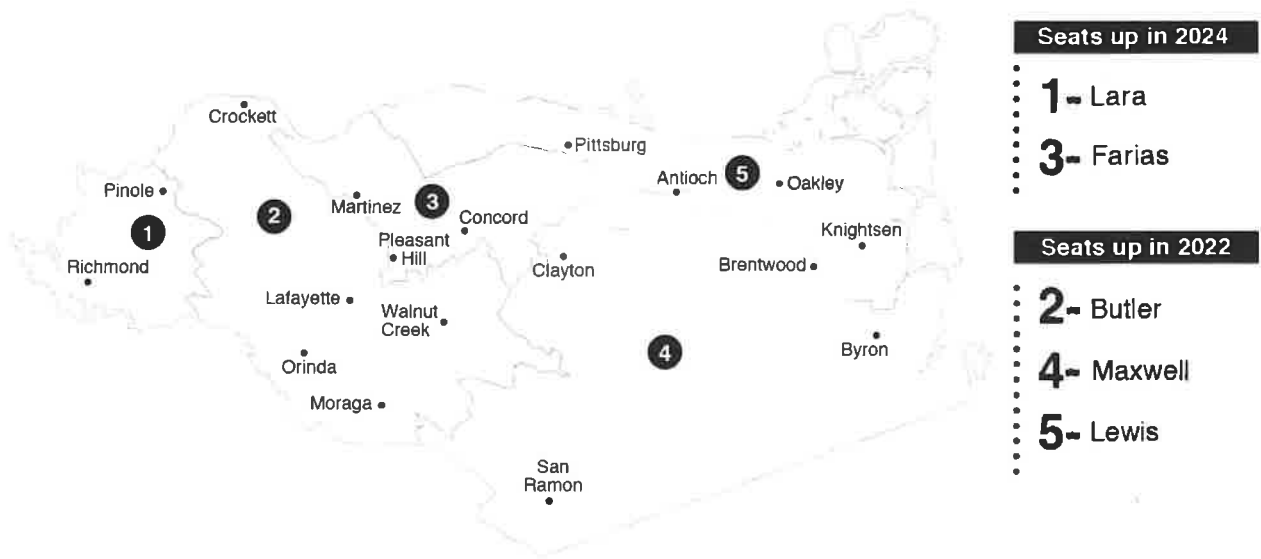 Crockett
Pittsburg
Pinole
1
Richmond
2
Martinez
3
Concord
Pleasant
Hill
Lafayette
Walnut
Creek
Orinda
Moraga
Antioch
5
Oakley
Knightsen
Clayton
Brentwood
4
Byron
San
Ramon
Seats up in 2024
1- Lara
3- Farias
Seats up in 2022
2- Butler
4- Maxwell
5- Lewis